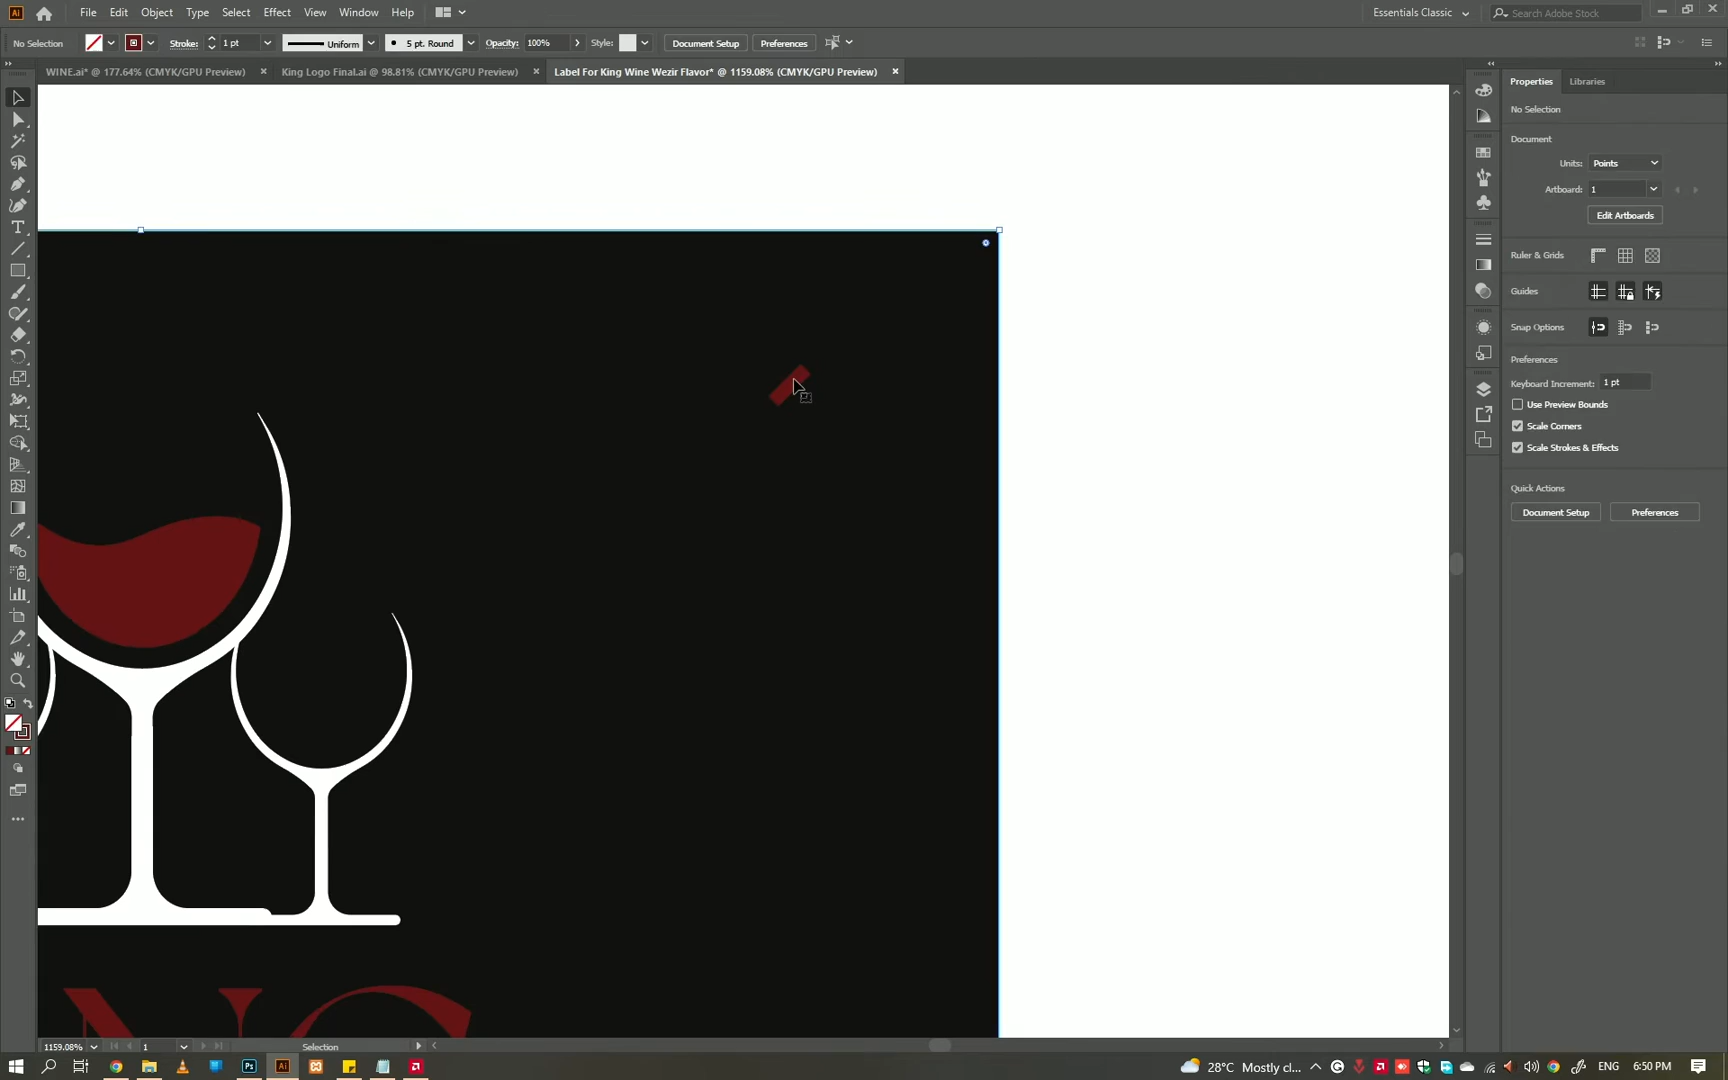 Ai File Edit Object Type Select Effect View Window Help Essentials Classic Search Adobe Stock
No Selection Stroke: 1 pt Uniform 5 pt. Round Opacity: 100% Style: Document Setup Preferences
WINE.ai* @ 177.64% (CMYK/GPU Preview) King Logo Final.ai @ 98.81% (CMYK/GPU Preview) Label For King Wine Wezir Flavor* @ 1159.08% (CMYK/GPU Preview)
Properties Libraries
No Selection
Document
Units: Points
Artboard: 1
Edit Artboards
Ruler & Grids
Guides
Snap Options
Preferences
Keyboard Increment: 1 pt
Use Preview Bounds
Scale Corners
Scale Strokes & Effects
Quick Actions
Document Setup Preferences
NG
1159.08% 1 Selection
Ps Ai 28°C Mostly cl... ENG 6:50 PM